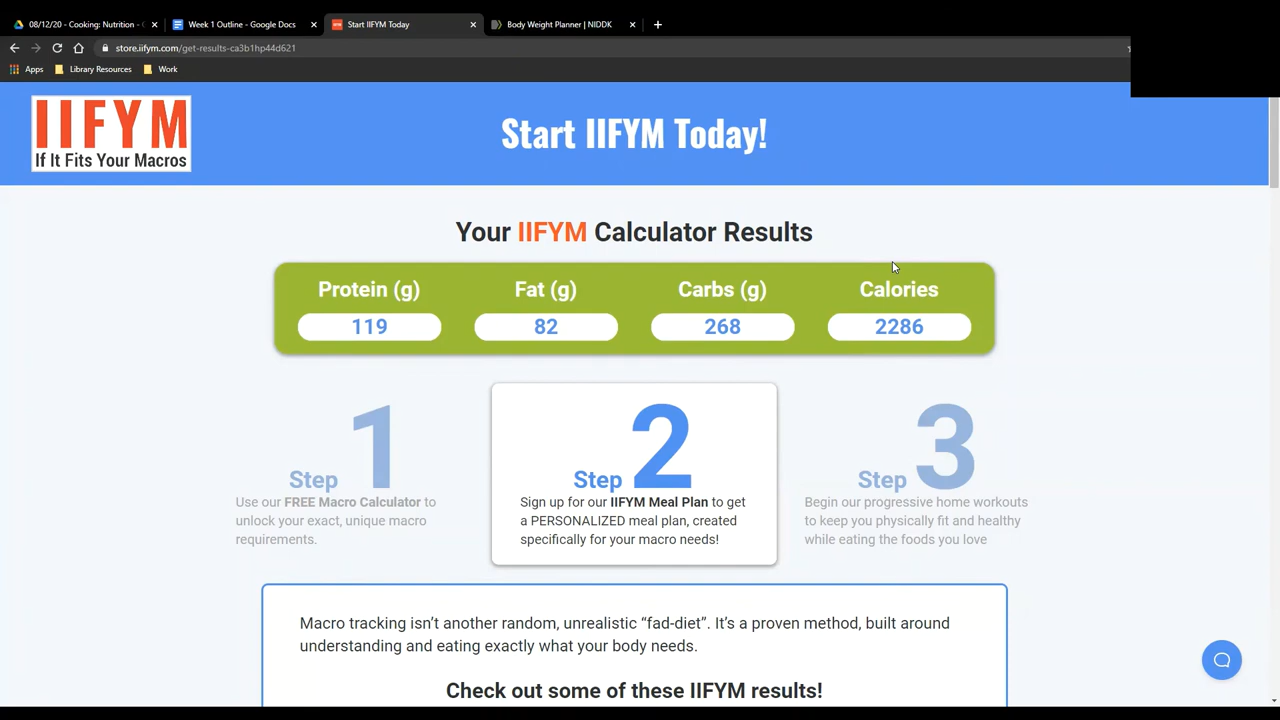 08/12/20 - Cooking: Nutrition - 
Week 1 Outline - Google Docs
Start IIFYM Today
Body Weight Planner | NIDDK
store.iifym.com/get-results-ca3b1hp44d621
Apps
Library Resources
Work
IIFYM
If It Fits Your Macros
Start IIFYM Today!
Your IIFYM Calculator Results
Protein (g) Fat (g) Carbs (g) Calories
119 82 268 2286
Step 1
Use our FREE Macro Calculator to
unlock your exact, unique macro
requirements.
Step 2
Sign up for our IIFYM Meal Plan to get
a PERSONALIZED meal plan, created
specifically for your macro needs!
Step 3
Begin our progressive home workouts
to keep you physically fit and healthy
while eating the foods you love
Macro tracking isn't another random, unrealistic “fad-diet”. It's a proven method, built around
understanding and eating exactly what your body needs.
Check out some of these IIFYM results!